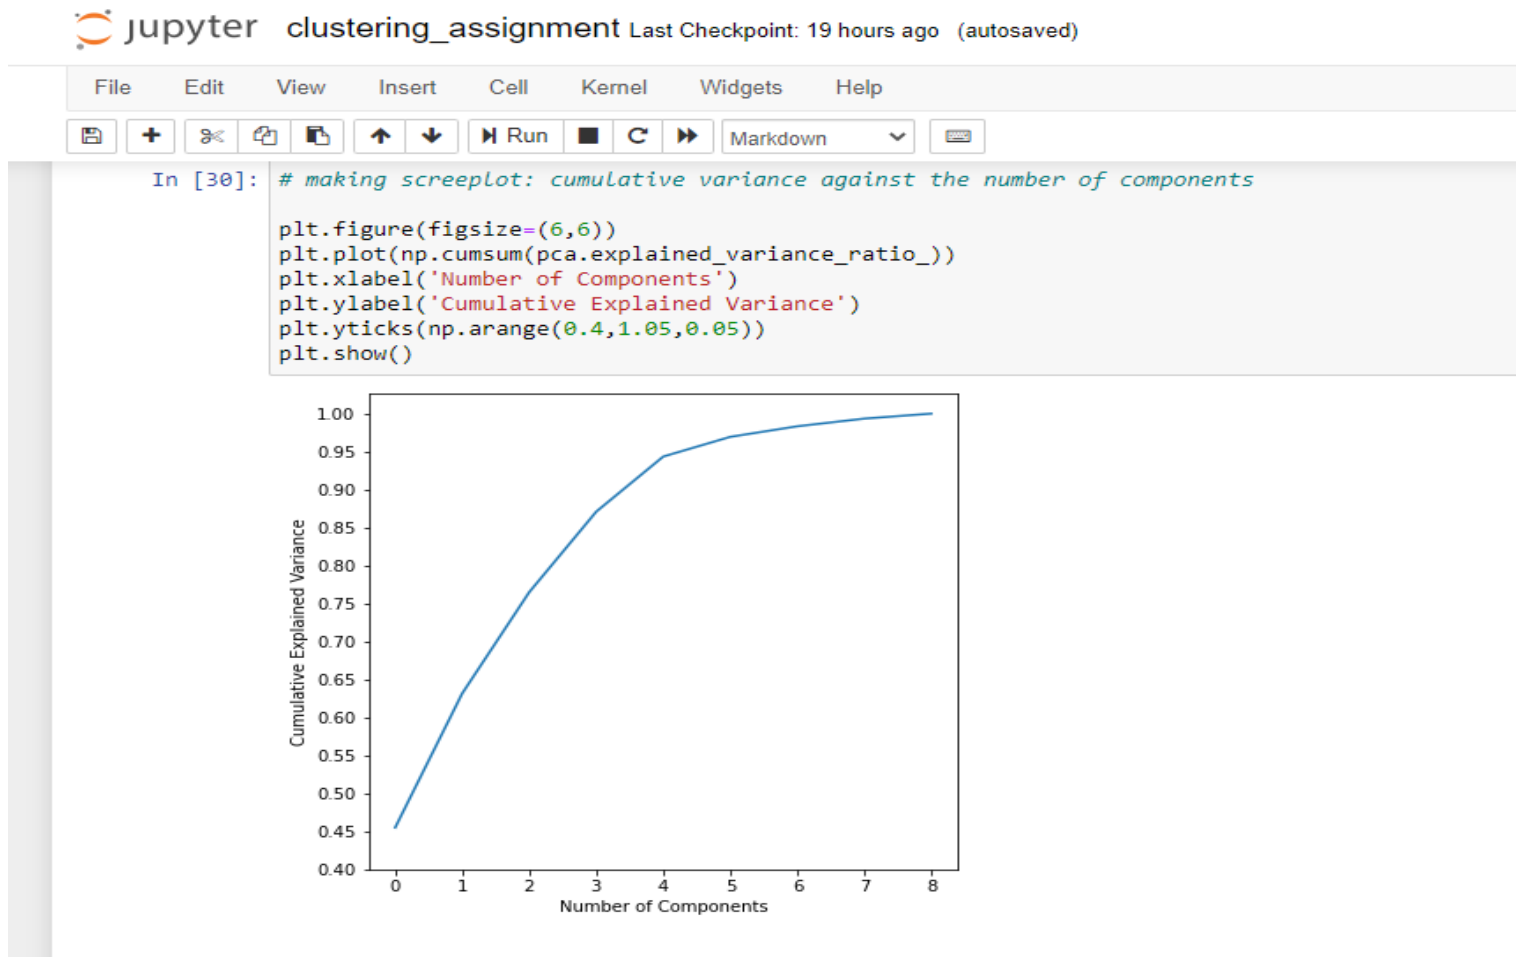 jupyter clustering_assignment Last Checkpoint: 19 hours ago (autosaved)
File Edit View Insert Cell Kernel Widgets Help
Run Markdown
In [30]: # making screeplot: cumulative variance against the number of components
plt.figure(figsize=(6,6))
plt.plot(np.cumsum(pca.explained_variance_ratio_))
plt.xlabel('Number of Components')
plt.ylabel('Cumulative Explained Variance')
plt.yticks(np.arange(0.4,1.05,0.05))
plt.show()
Cumulative Explained Variance
1.00
0.95
0.90
0.85
0.80
0.75
0.70
0.65
0.60
0.55
0.50
0.45
0.40
0 1 2 3 4 5 6 7 8
Number of Components